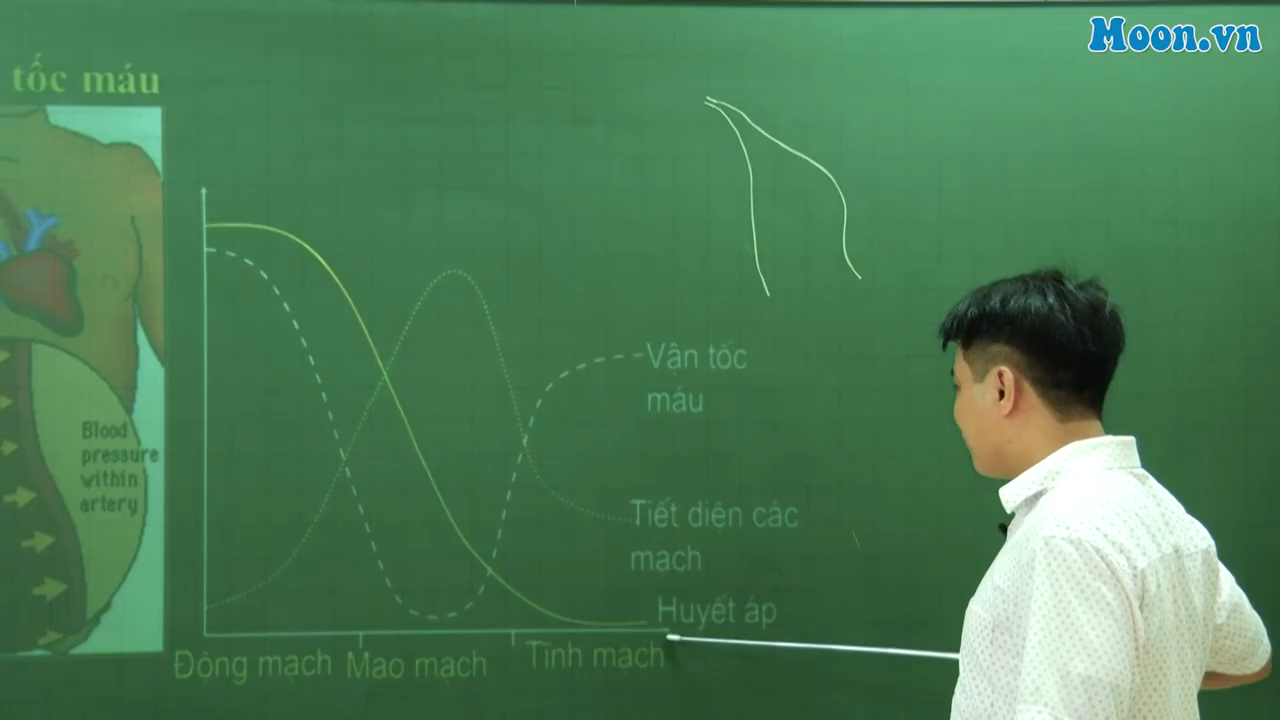 Moon.vn
tốc máu
Blood
pressure
within
artery
Vận tốc
máu
Tiết diện các
mạch
Huyết áp
Động mạch Mao mạch Tĩnh mạch